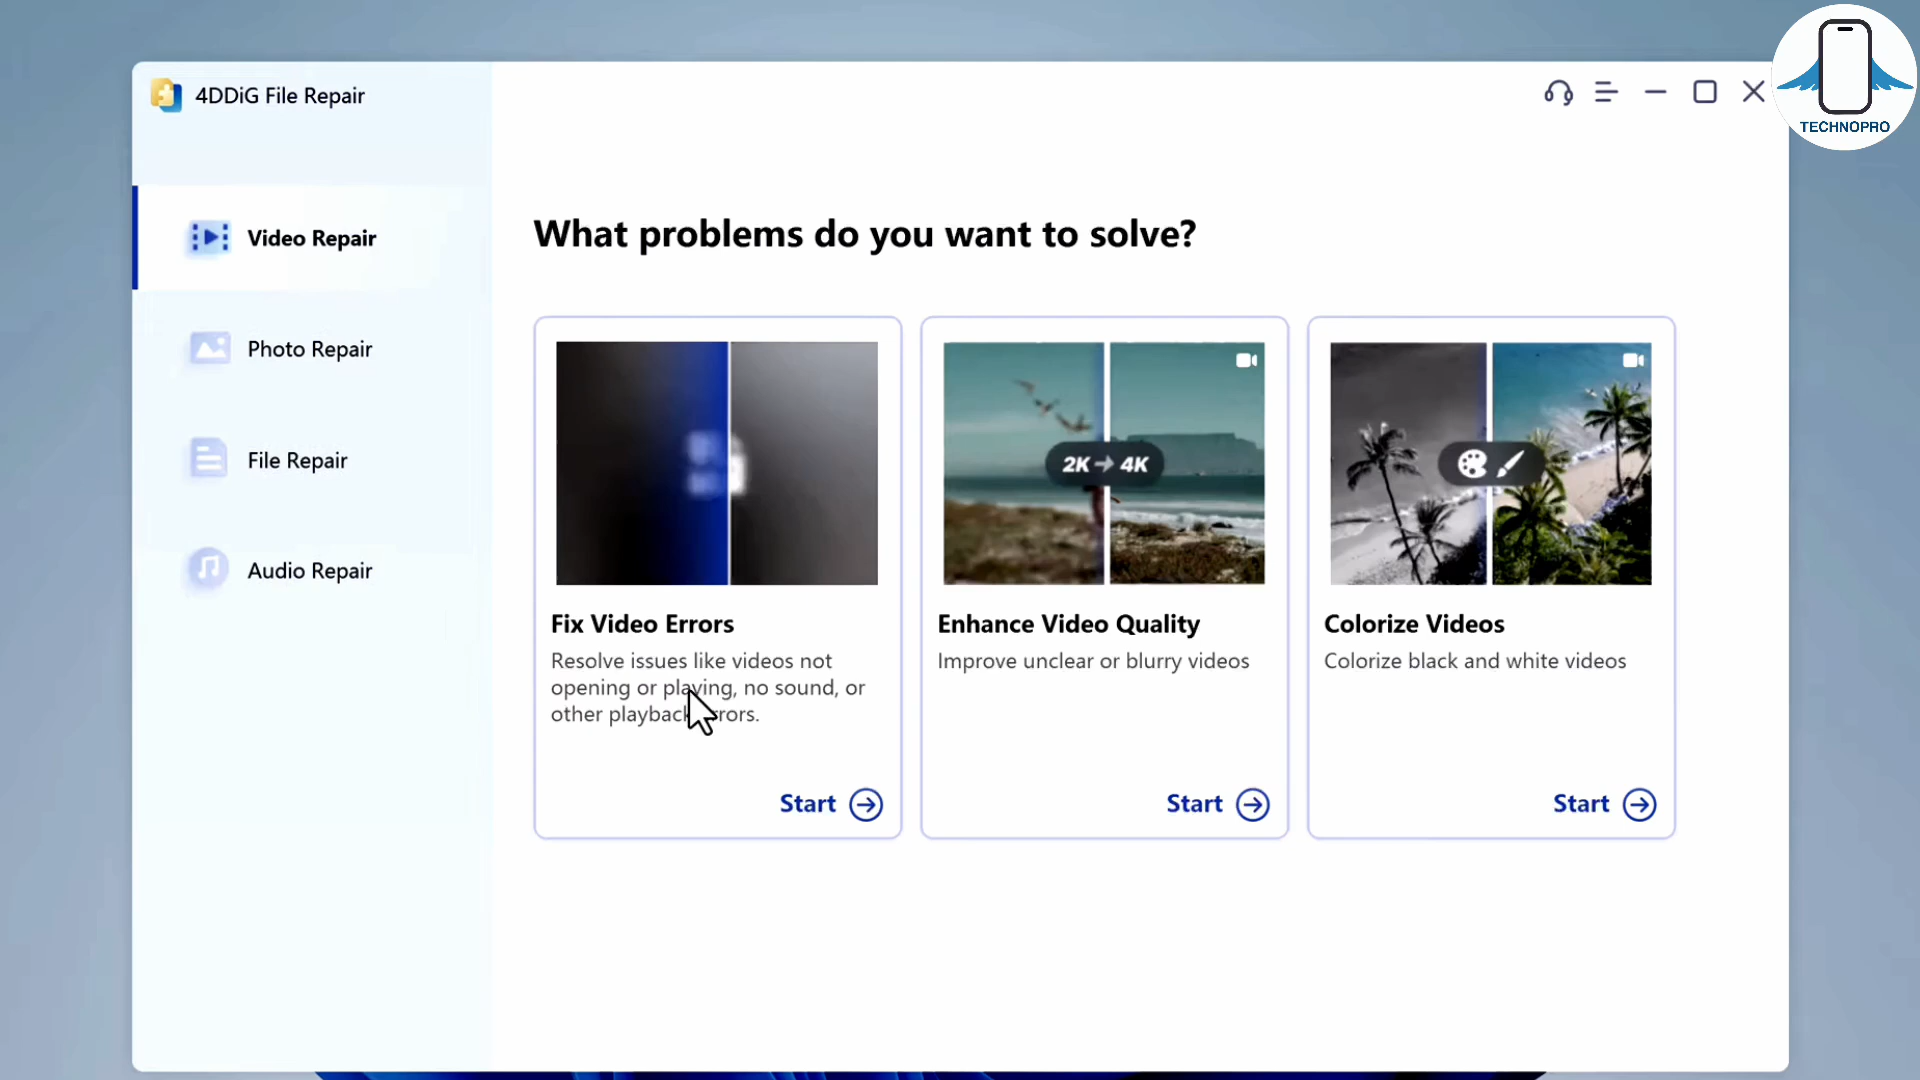 4DDiG File Repair
TECHNOPRO
Video Repair
Photo Repair
File Repair
Audio Repair
What problems do you want to solve?
Fix Video Errors
Resolve issues like videos not
opening or playing, no sound, or
other playback errors.
Start
2K → 4K
Enhance Video Quality
Improve unclear or blurry videos
Start
Colorize Videos
Colorize black and white videos
Start